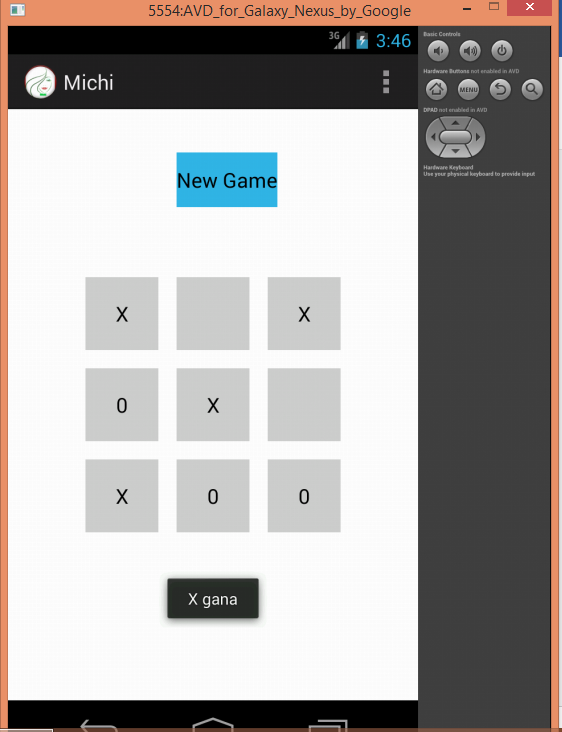 5554:AVD_for_Galaxy_Nexus_by_Google
3G 3:46
Michi
New Game
X X
0 X
X 0 0
X gana
Basic Controls
Hardware Buttons not enabled in AVD
MENU
DPAD not enabled in AVD
Hardware Keyboard
Use your physical keyboard to provide input